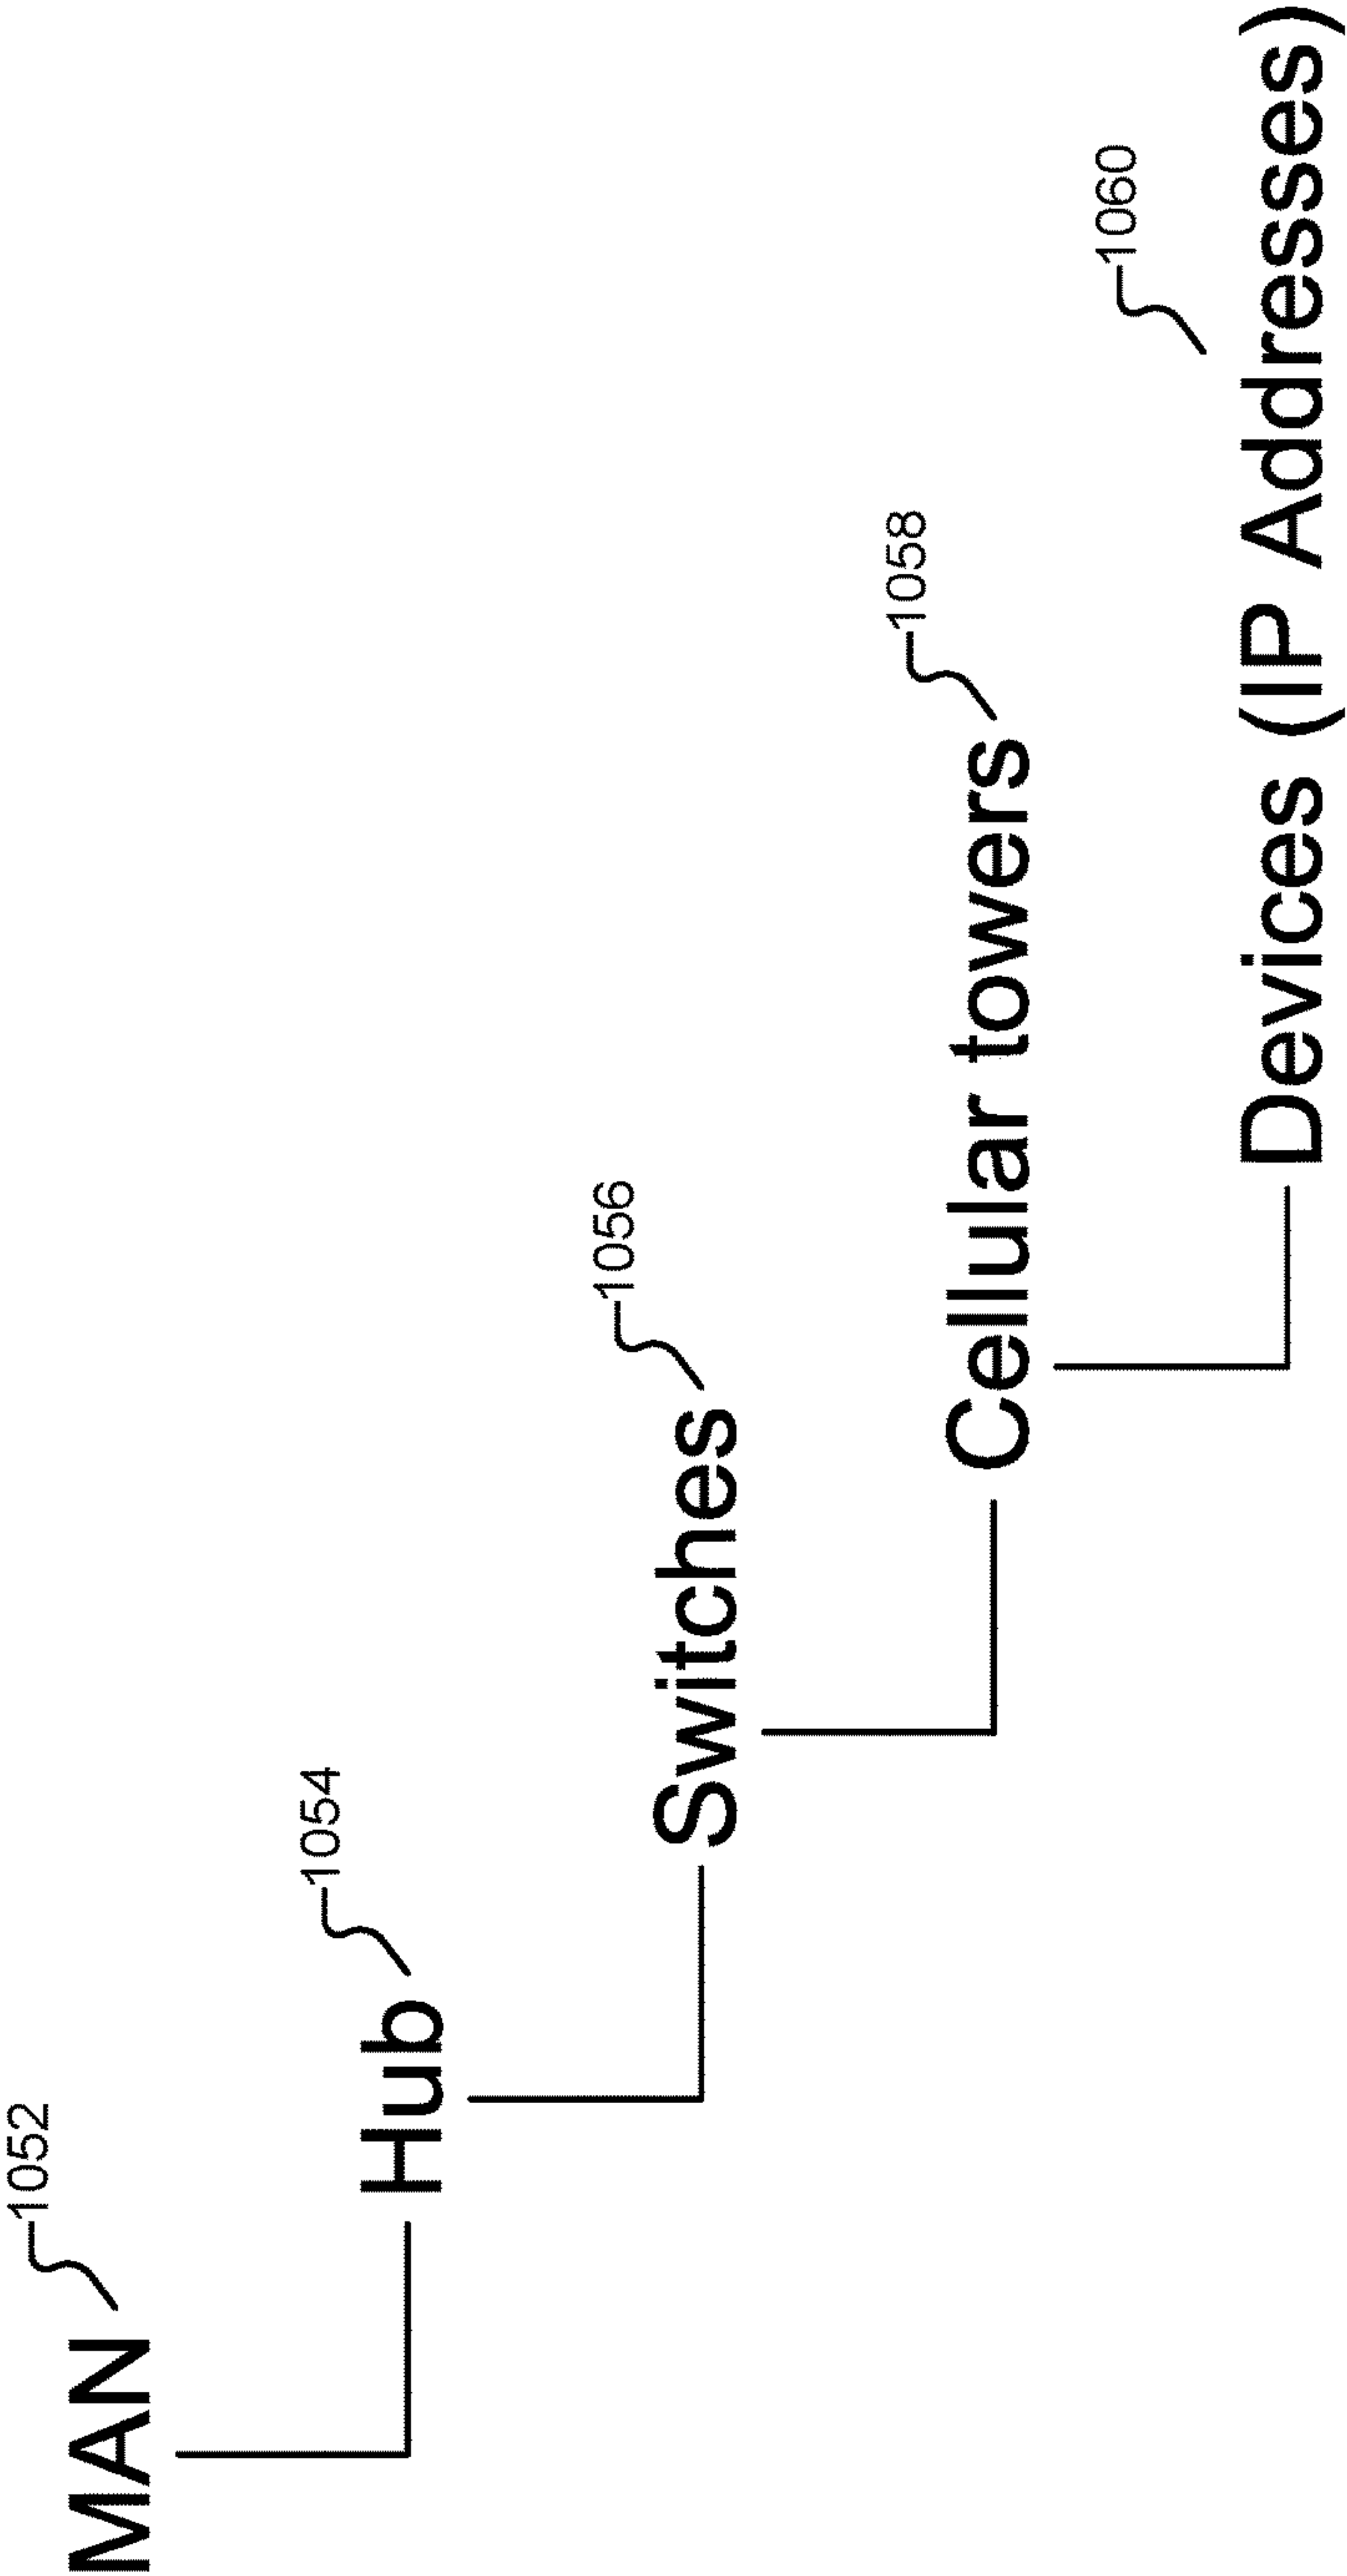 MAN
1052
Hub
1054
Switches
1056
Cellular towers
1058
Devices (IP Addresses)
1060